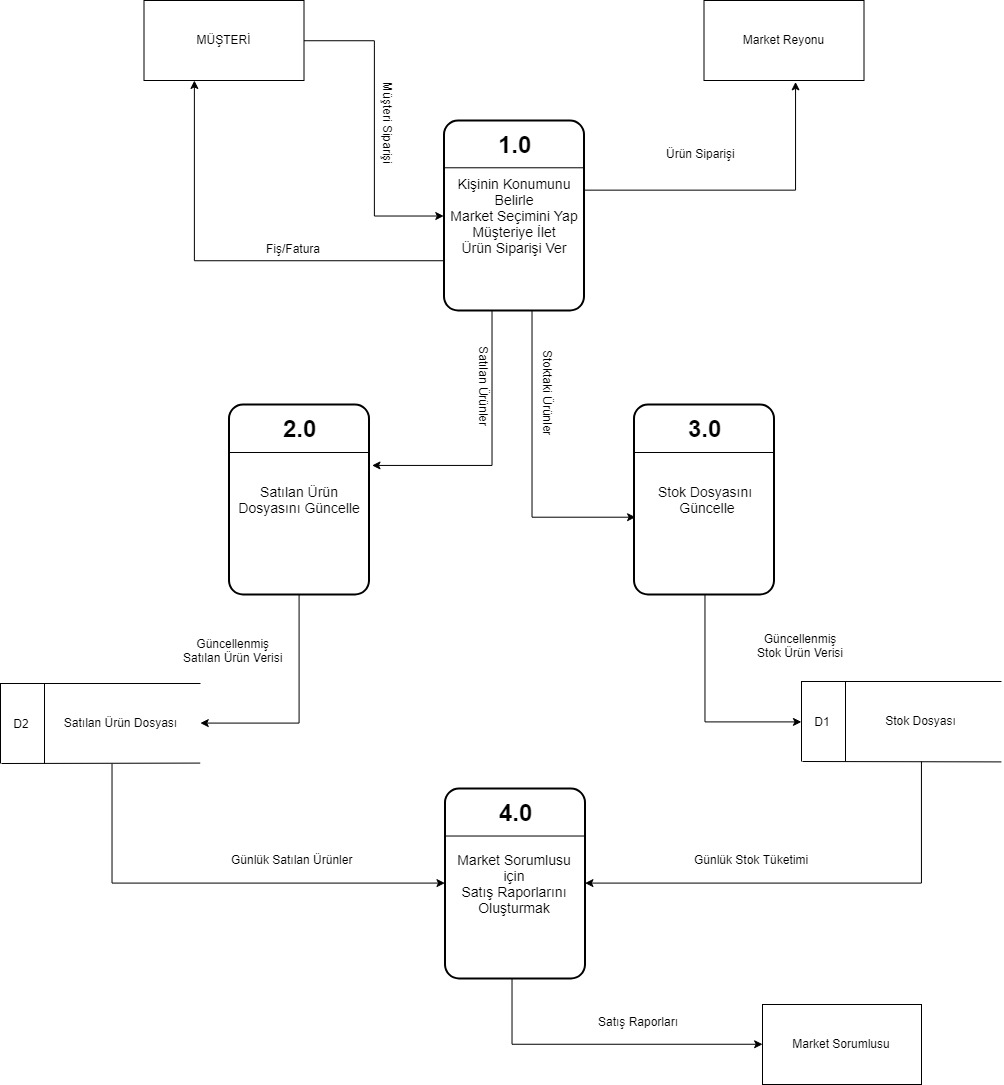 MÜŞTERİ
Market Reyonu
Müşteri Siparişi
1.0
Kişinin Konumunu
Belirle
Market Seçimini Yap
Müşteriye İlet
Ürün Siparişi Ver
Ürün Siparişi
Fiş/Fatura
Satılan Ürünler
Stoktaki Ürünler
2.0
Satılan Ürün
Dosyasını Güncelle
3.0
Stok Dosyasını
Güncelle
Güncellenmiş
Satılan Ürün Verisi
Güncellenmiş
Stok Ürün Verisi
D2
Satılan Ürün Dosyası
D1
Stok Dosyası
4.0
Market Sorumlusu
için
Satış Raporlarını
Oluşturmak
Günlük Satılan Ürünler
Günlük Stok Tüketimi
Satış Raporları
Market Sorumlusu